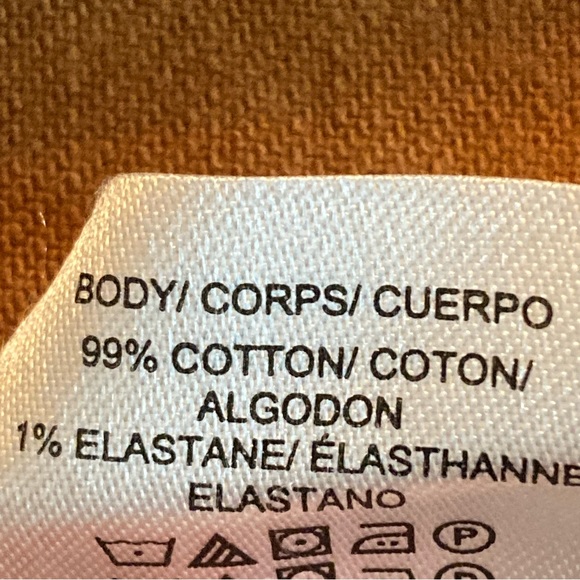 BODY/ CORPS/ CUERPO
99% COTTON/ COTON/
ALGODON
1% ELASTANE/ ÉLASTHANNE
ELASTANO
P